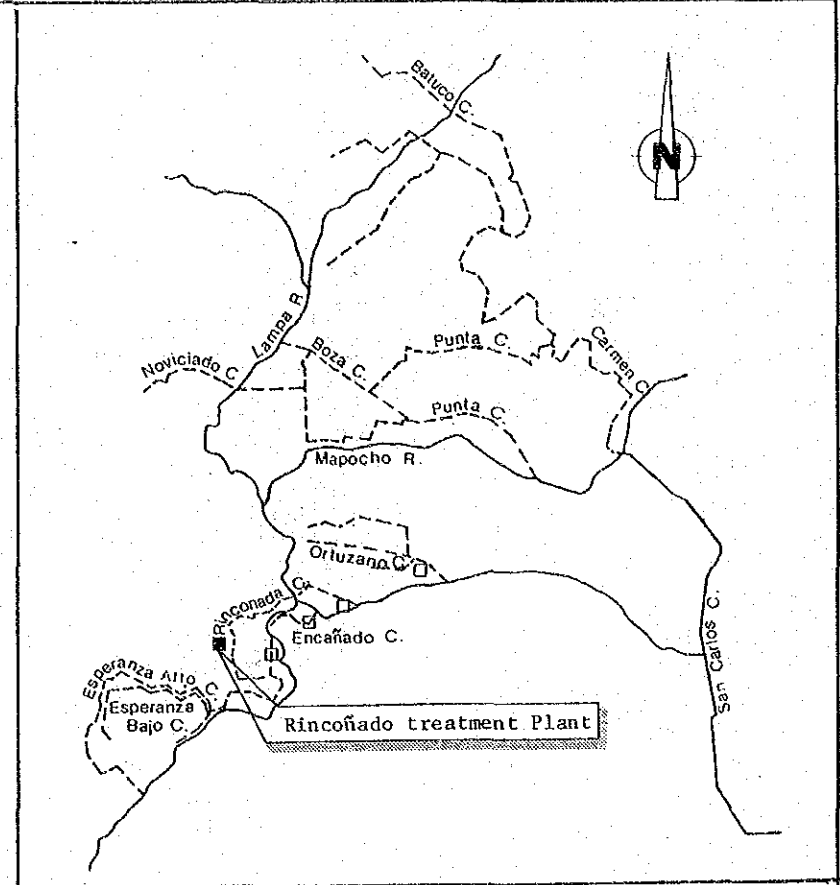 Batuco C.
N
Lampa R.
Boza C.
Punta C.
Carmen C.
Noviciado C
Punta C.
Mapocho R.
Ortuzano C.
Rinconada C.
Encañado C.
San Carlos C.
Esperanza Alto C.
Esperanza
Bajo C.
Rincoñado treatment Plant